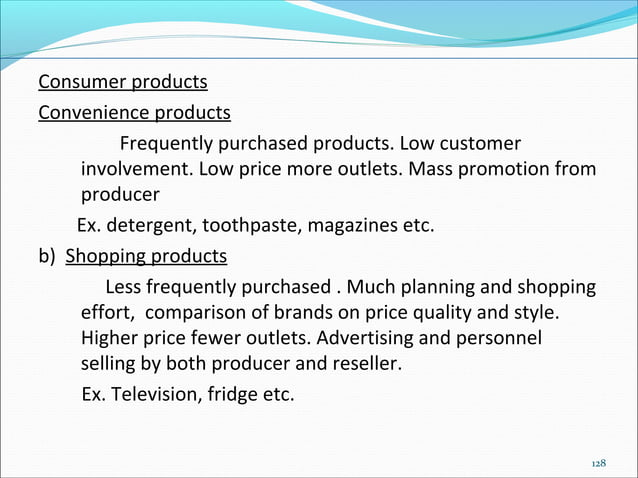 Consumer products
Convenience products
Frequently purchased products. Low customer
involvement. Low price more outlets. Mass promotion from
producer
Ex. detergent, toothpaste, magazines etc.
b) Shopping products
Less frequently purchased . Much planning and shopping
effort, comparison of brands on price quality and style.
Higher price fewer outlets. Advertising and personnel
selling by both producer and reseller.
Ex. Television, fridge etc.
128